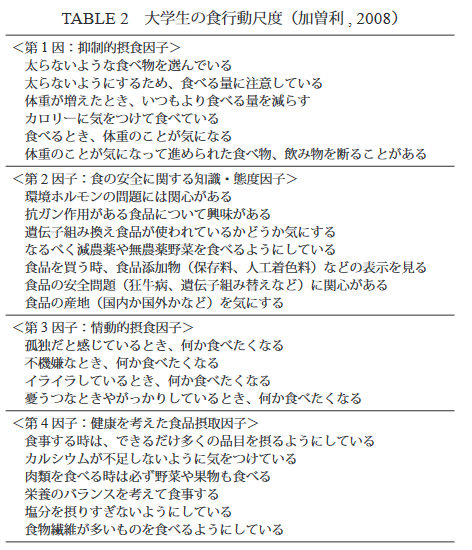 TABLE 2　大学生の食行動尺度（加曽利 , 2008）
＜第 1 因：抑制的摂食因子＞
太らないような食べ物を選んでいる
太らないようにするため、食べる量に注意している
体重が増えたとき、いつもより食べる量を減らす
カロリーに気をつけて食べている
食べるとき、体重のことが気になる
体重のことが気になって進められた食べ物、飲み物を断ることがある
＜第 2 因子：食の安全に関する知識・態度因子＞
環境ホルモンの問題には関心がある
抗ガン作用がある食品について興味がある
遺伝子組み換え食品が使われているかどうか気にする
なるべく減農薬や無農薬野菜を食べるようにしている
食品を買う時、食品添加物（保存料、人工着色料）などの表示を見る
食品の安全問題（狂牛病、遺伝子組み替えなど）に関心がある
食品の産地（国内か国外かなど）を気にする
＜第 3 因子：情動的摂食因子＞
孤独だと感じているとき、何か食べたくなる
不機嫌なとき、何か食べたくなる
イライラしているとき、何か食べたくなる
憂うつなときやがっかりしているとき、何か食べたくなる
＜第 4 因子：健康を考えた食品摂取因子＞
食事する時は、できるだけ多くの品目を摂るようにしている
カルシウムが不足しないように気をつけている
肉類を食べる時は必ず野菜や果物も食べる
栄養のバランスを考えて食事する
塩分を摂りすぎないようにしている
食物繊維が多いものを食べるようにしている